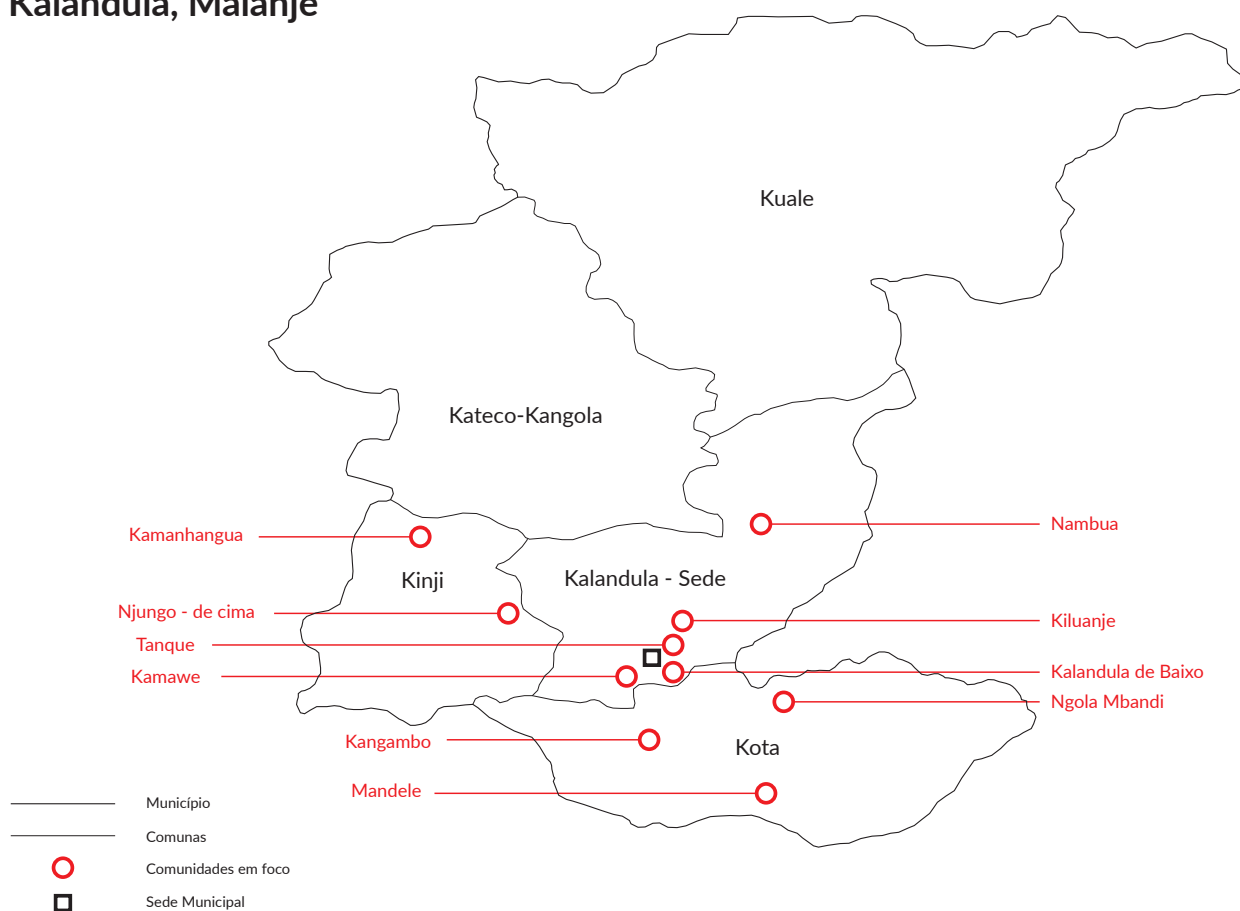 Kalandula, Malanje
Kuale
Kateco-Kangola
Kamanhangua
Nambua
Kinji
Kalandula - Sede
Njungo - de cima
Kiluanje
Tanque
Kamawe
Kalandula de Baixo
Ngola Mbandi
Kangambo
Kota
Mandele
Município
Comunas
Comunidades em foco
Sede Municipal